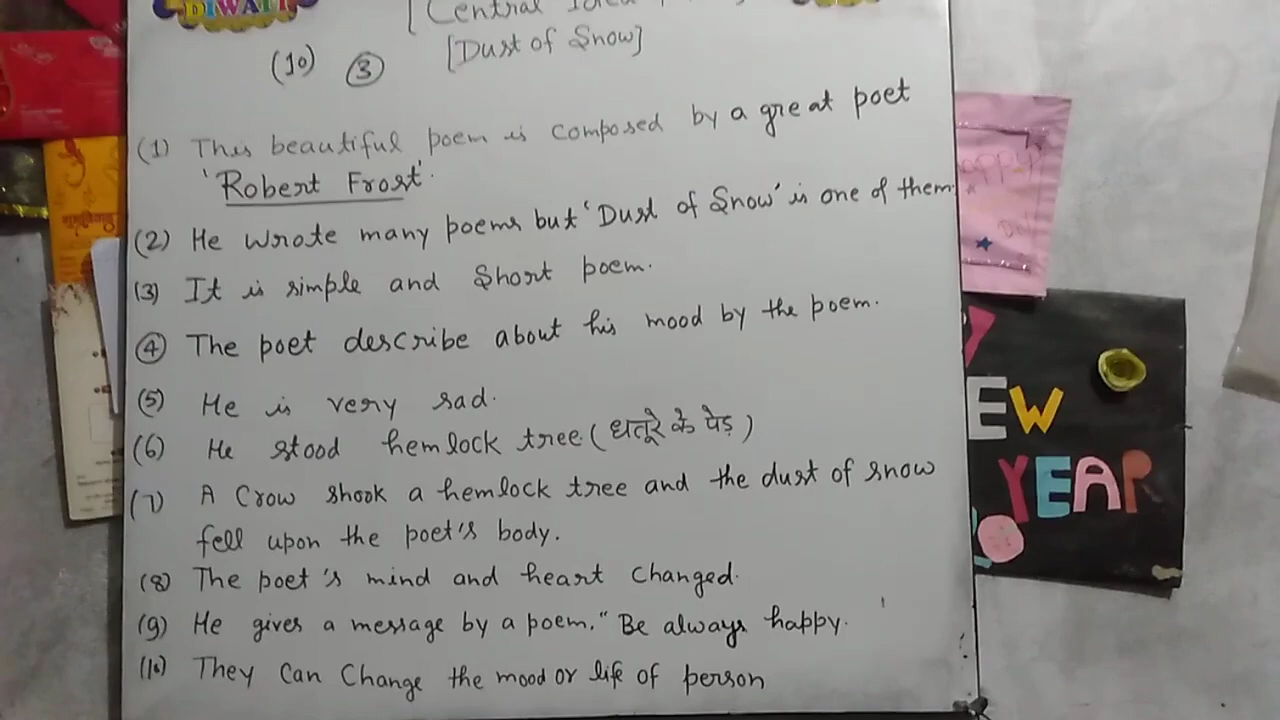 DIWALI
[Central Idea
[Dust of Snow]
(10) (3)
(1) This beautiful poem is composed by a great poet
'Robert Frost'.
(2) He wrote many poems but 'Dust of Snow' is one of them.
(3) It is simple and Short poem.
(4) The poet describe about his mood by the poem.
(5) He is very sad.
(6) He stood hemlock tree. (धतूरे के पेड़)
(7) A Crow shook a hemlock tree and the dust of snow
fell upon the poet's body.
(8) The poet's mind and heart changed.
(9) He gives a message by a poem. "Be always happy.
(10) They Can Change the mood or life of person
HAPPY
EW
YEAR